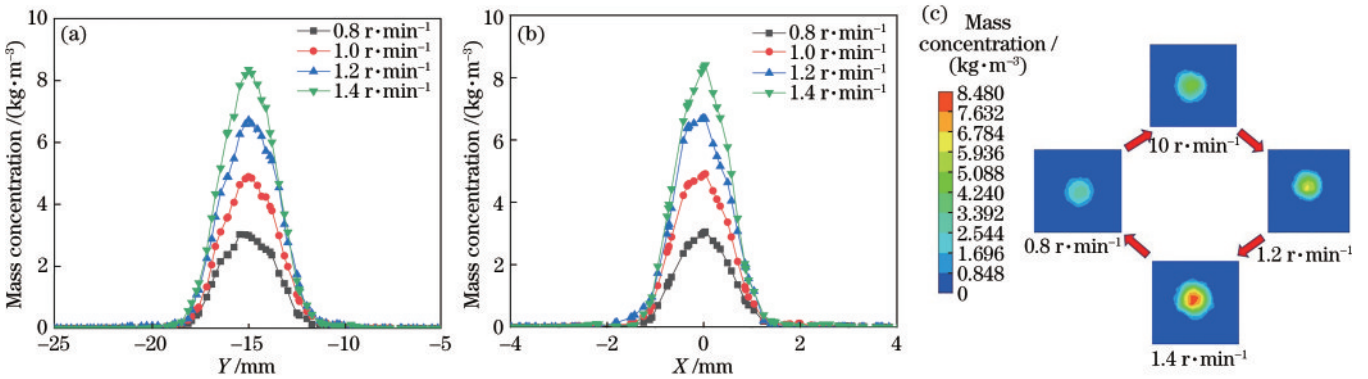 (a)
0.8 r·min⁻¹
1.0 r·min⁻¹
1.2 r·min⁻¹
1.4 r·min⁻¹
Mass concentration /(kg·m⁻³)
10
8
6
4
2
0
−25
−20
−15
−10
−5
Y/mm
(b)
0.8 r·min⁻¹
1.0 r·min⁻¹
1.2 r·min⁻¹
1.4 r·min⁻¹
Mass concentration /(kg·m⁻³)
10
8
6
4
2
0
−4
−2
0
2
4
X/mm
(c)
Mass
concentration /
(kg·m⁻³)
8.480
7.632
6.784
5.936
5.088
4.240
3.392
2.544
1.696
0.848
0
10 r·min⁻¹
0.8 r·min⁻¹
1.2 r·min⁻¹
1.4 r·min⁻¹